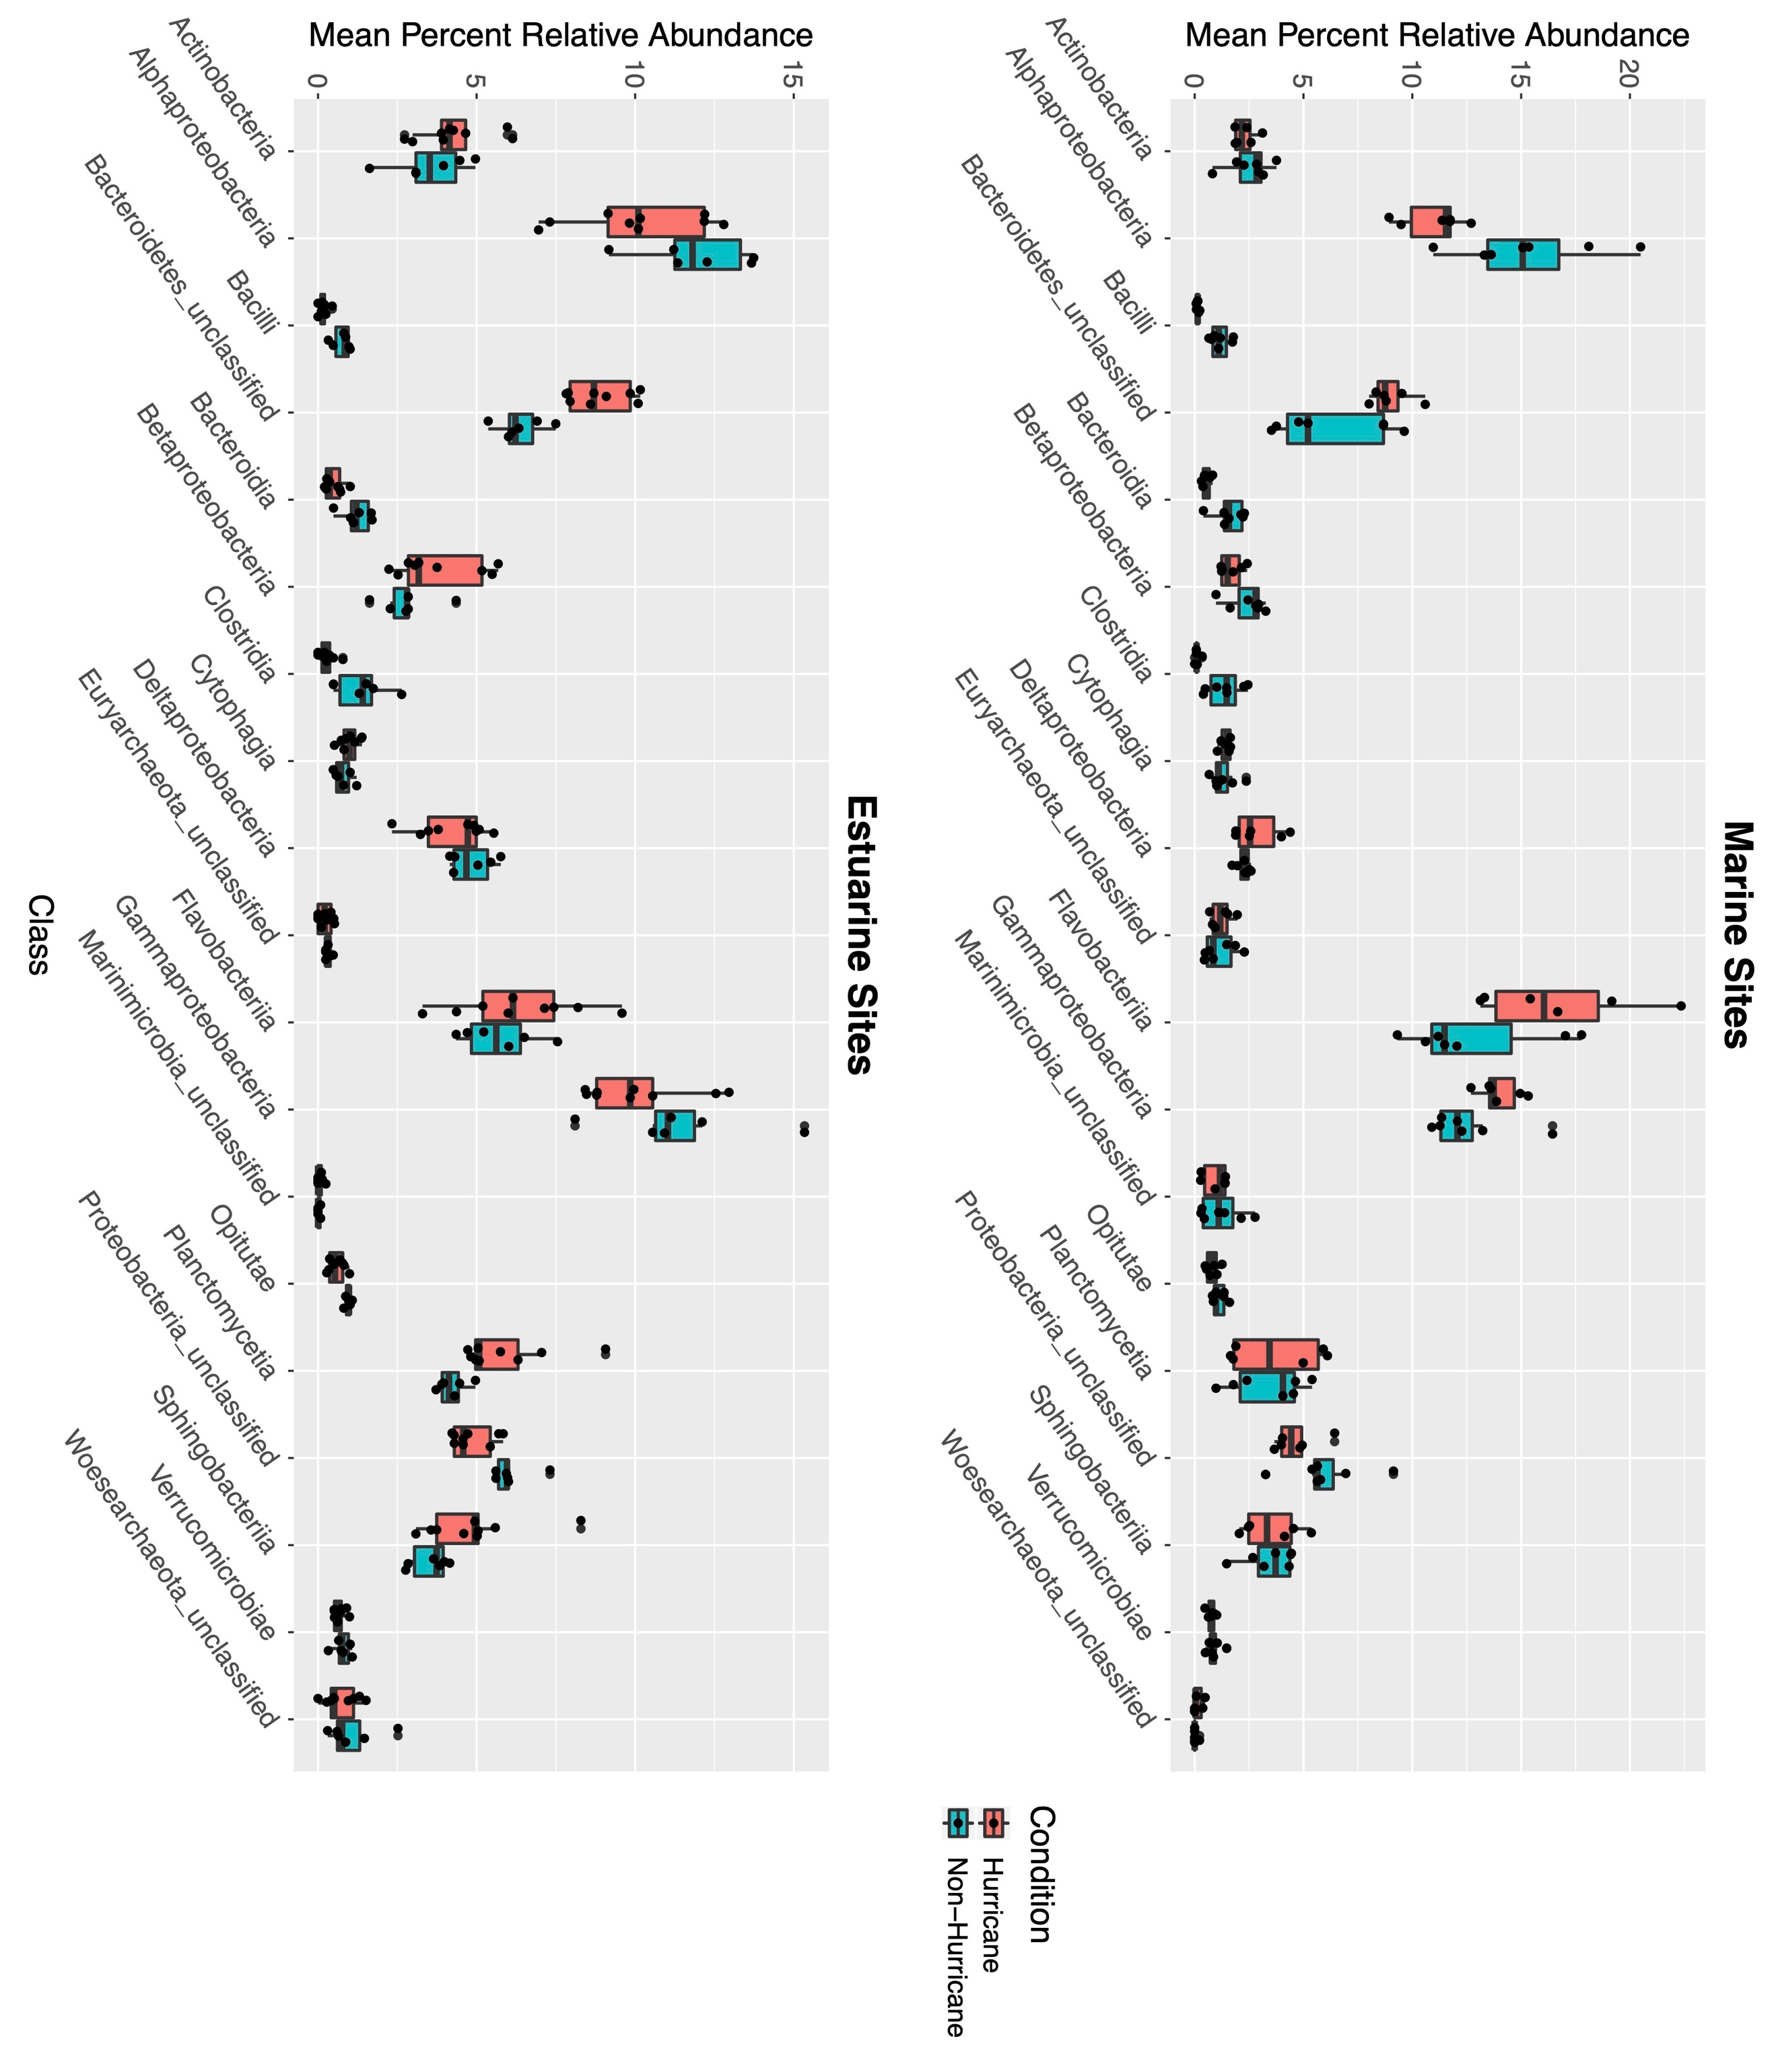 Marine Sites
Mean Percent Relative Abundance
0
5
10
15
20
Actinobacteria
Alphaproteobacteria
Bacilli
Bacteroidetes_unclassified
Bacteroidia
Betaproteobacteria
Clostridia
Cytophagia
Deltaproteobacteria
Euryarchaeota_unclassified
Flavobacteriia
Gammaproteobacteria
Marinimicrobia_unclassified
Opitutae
Planctomycetia
Proteobacteria_unclassified
Sphingobacteriia
Verrucomicrobiae
Woesearchaeota_unclassified
Condition
Hurricane
Non-Hurricane
Estuarine Sites
Mean Percent Relative Abundance
0
5
10
15
Actinobacteria
Alphaproteobacteria
Bacilli
Bacteroidetes_unclassified
Bacteroidia
Betaproteobacteria
Clostridia
Cytophagia
Deltaproteobacteria
Euryarchaeota_unclassified
Flavobacteriia
Gammaproteobacteria
Marinimicrobia_unclassified
Opitutae
Planctomycetia
Proteobacteria_unclassified
Sphingobacteriia
Verrucomicrobiae
Woesearchaeota_unclassified
Class